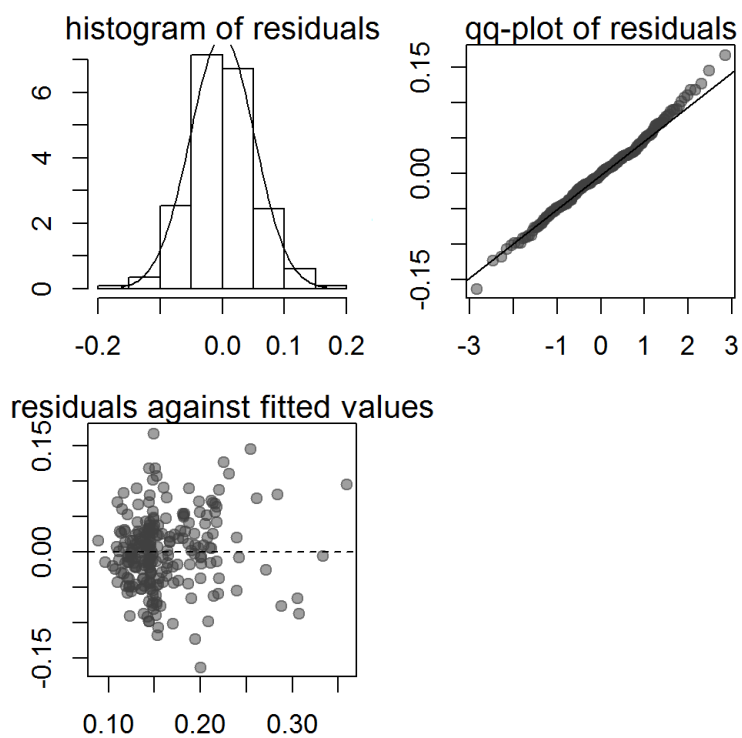 histogram of residuals
6
4
2
0
-0.2 0.0 0.1 0.2
qq-plot of residuals
0.15
0.00
-0.15
-3 -1 0 1 2 3
residuals against fitted values
0.15
0.00
-0.15
0.10 0.20 0.30